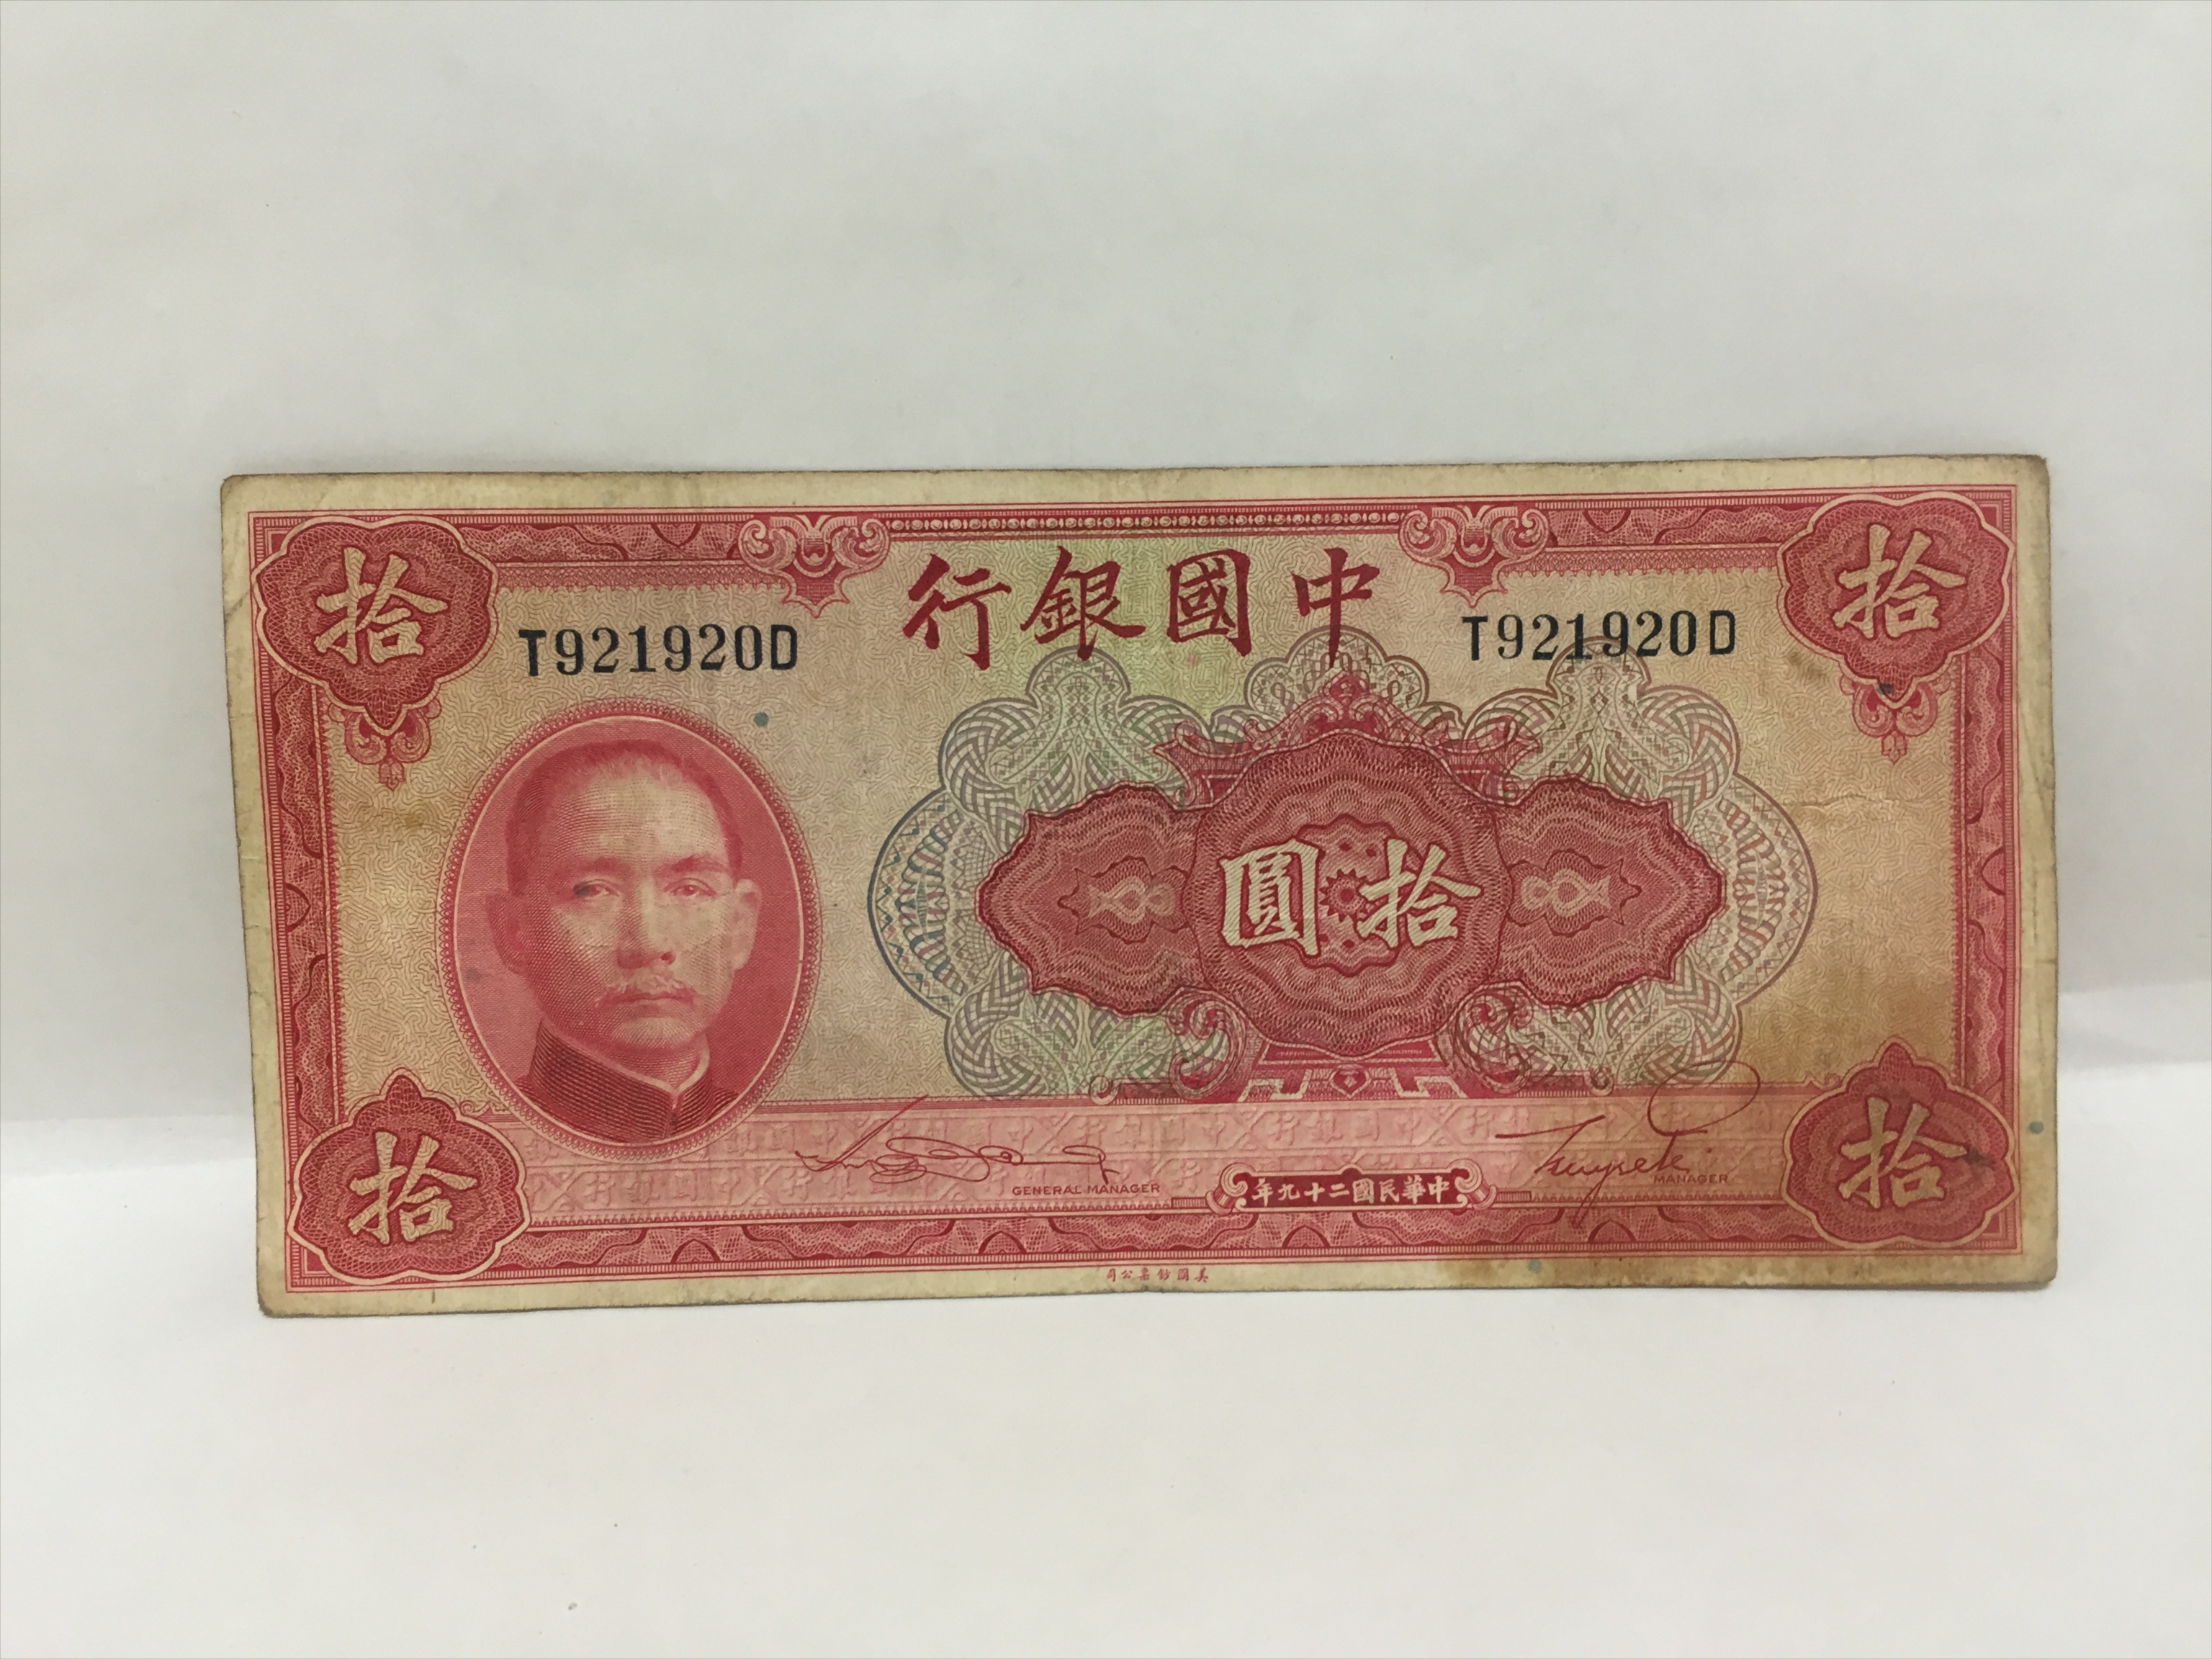 拾
拾
中國銀行
T921920D
T921920D
拾圓
GENERAL MANAGER
中華民國二十九年
MANAGER
拾
拾
美國鈔票公司